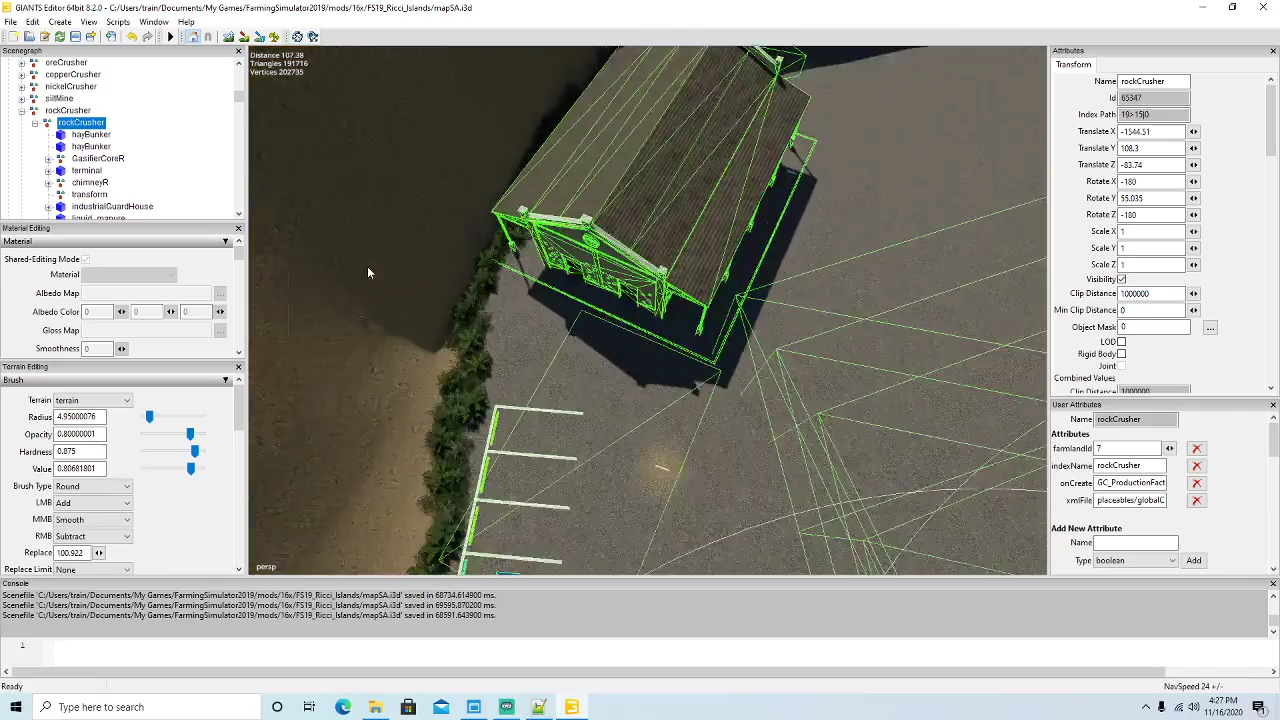 GIANTS Editor 64bit 8.2.0 - C:/Users/train/Documents/My Games/FarmingSimulator2019/mods/16x/FS19_Ricci_Islands/mapSA.i3d
File Edit Create View Scripts Window Help
Scenegraph
oreCrusher
copperCrusher
nickelCrusher
siltMine
rockCrusher
rockCrusher
hayBunker
hayBunker
GasifierCoreR
terminal
chimneyR
transform
industrialGuardHouse
liquid_manure
Material Editing
Material
Shared-Editing Mode
Material
Albedo Map ...
Albedo Color 0 0 0
Gloss Map ...
Smoothness 0
Terrain Editing
Brush
Terrain terrain
Radius 4.95000076
Opacity 0.80000001
Hardness 0.875
Value 0.80681801
Brush Type Round
LMB Add
MMB Smooth
RMB Subtract
Replace 100.922
Replace Limit None
Distance 107.38
Triangles 191716
Vertices 202735
persp
Attributes
Transform
Name rockCrusher
Id 65347
Index Path 19>15|0
Translate X -1544.51
Translate Y 108.3
Translate Z -83.74
Rotate X -180
Rotate Y 55.035
Rotate Z -180
Scale X 1
Scale Y 1
Scale Z 1
Visibility
Clip Distance 1000000
Min Clip Distance 0
Object Mask 0 ...
LOD
Rigid Body
Joint
Combined Values
Clip Distance 1000000
User Attributes
Name rockCrusher
Attributes
farmlandId 7
indexName rockCrusher
onCreate GC_ProductionFact
xmlFile placeables/globalC
Add New Attribute
Name
Type boolean Add
Console
Scenefile 'C:/Users/train/Documents/My Games/FarmingSimulator2019/mods/16x/FS19_Ricci_Islands/mapSA.i3d' saved in 68734.614900 ms.
Scenefile 'C:/Users/train/Documents/My Games/FarmingSimulator2019/mods/16x/FS19_Ricci_Islands/mapSA.i3d' saved in 69595.870200 ms.
Scenefile 'C:/Users/train/Documents/My Games/FarmingSimulator2019/mods/16x/FS19_Ricci_Islands/mapSA.i3d' saved in 68591.643900 ms.
1
Ready NavSpeed 24 +/-
Type here to search
4:27 PM
11/16/2020